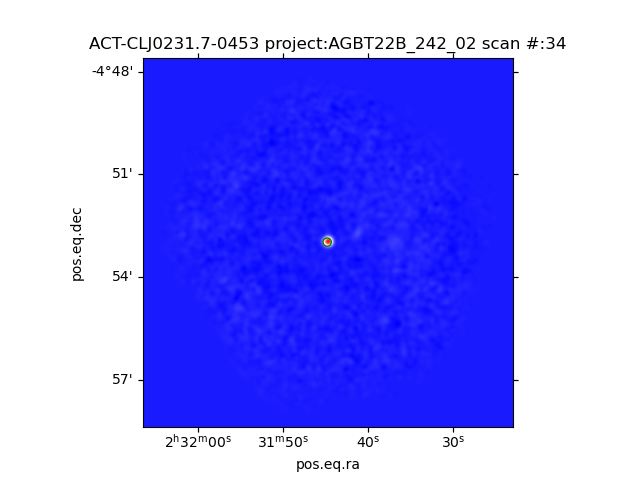 ACT-CLJ0231.7-0453 project:AGBT22B_242_02 scan #:34
-4°48'
51'
54'
57'
pos.eq.dec
2ʰ32ᵐ00ˢ 31ᵐ50ˢ 40ˢ 30ˢ
pos.eq.ra